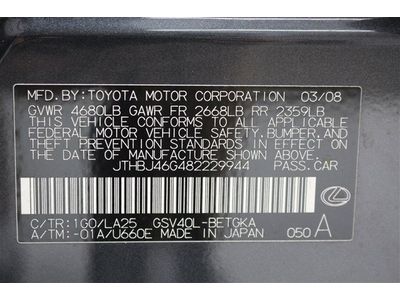 MFD.BY:TOYOTA MOTOR CORPORATION 03/08
GVWR 4680LB GAWR FR 2668LB RR 2359LB
THIS VEHICLE CONFORMS TO ALL APPLICABLE
FEDERAL MOTOR VEHICLE SAFETY,BUMPER,AND
THEFT PREVENTION STANDARDS IN EFFECT ON
THE DATE OF MANUFACTURE SHOWN ABOVE.
JTHBJ46G482229944 PASS.CAR
C/TR:1G0/LA25 GSV40L-BETGKA
A/TM:-01A/U660E MADE IN JAPAN 050 A